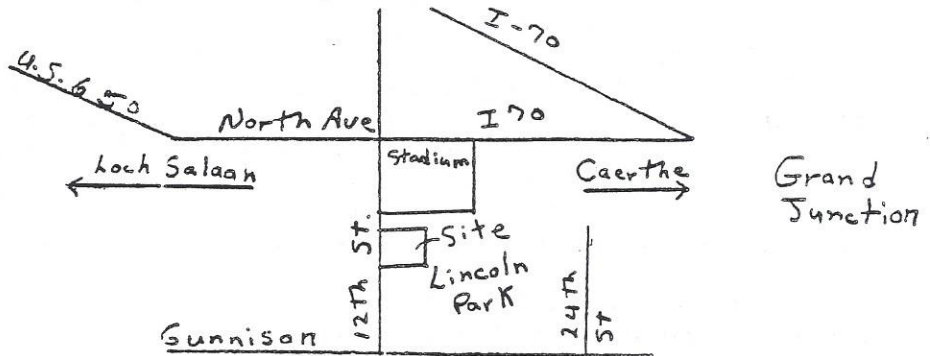 I-70
U.S. 6 50
North Ave
I 70
Stadium
Loch Salaan
Caerthe
Grand
Junction
Site
Lincoln
Park
12th St.
24th
St
Gunnison